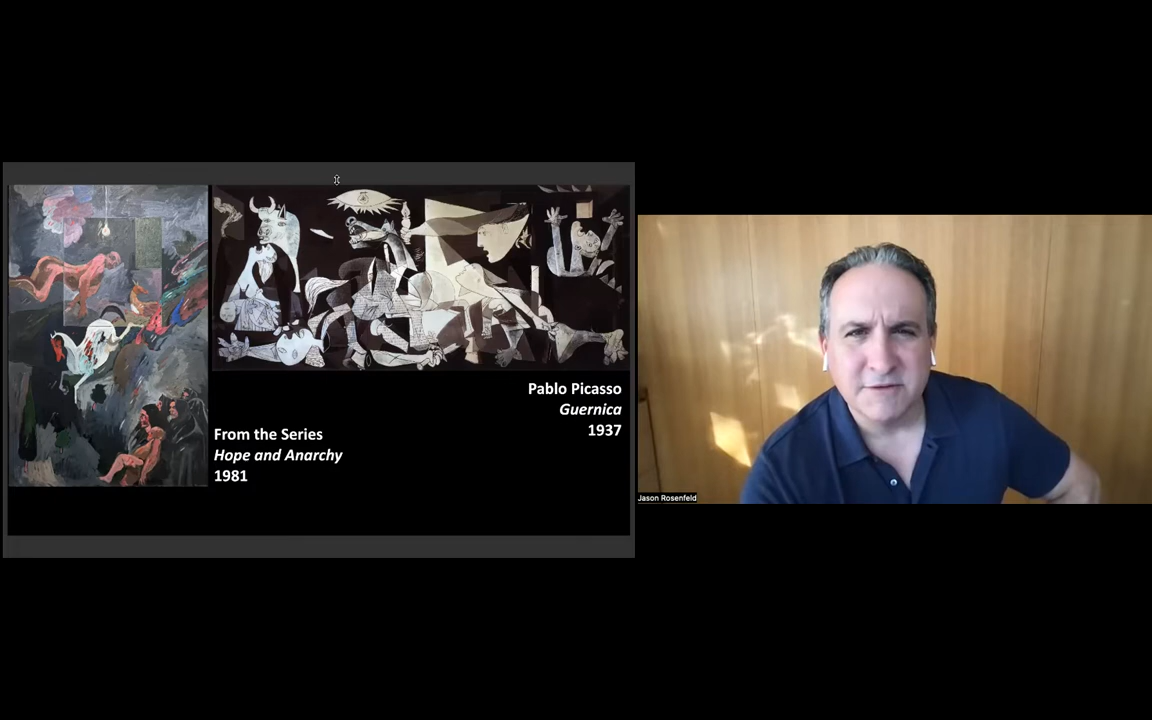 Pablo Picasso
Guernica
1937
From the Series
Hope and Anarchy
1981
Jason Rosenfeld